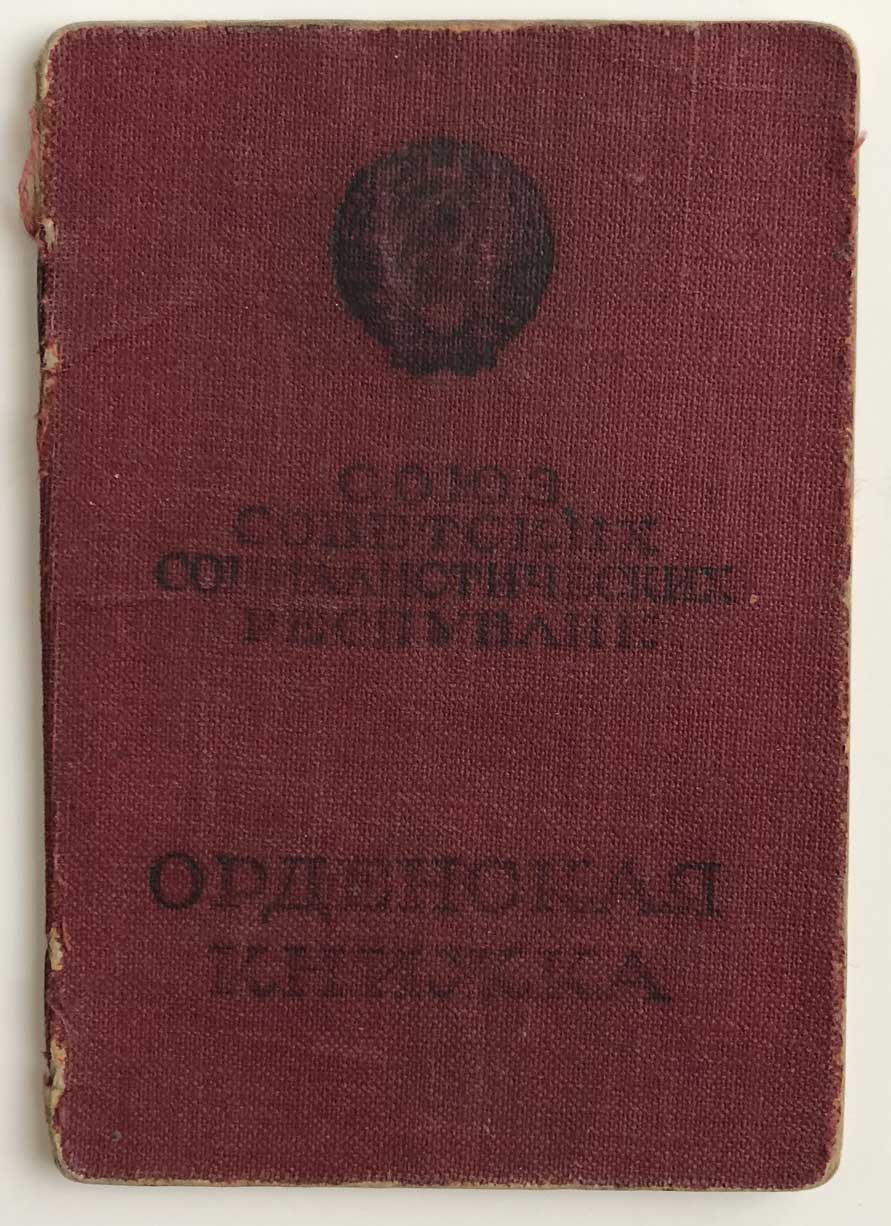 СОЮЗ
СОВЕТСКИХ
СОЦИАЛИСТИЧЕСКИХ
РЕСПУБЛИК
ОРДЕНСКАЯ
КНИЖКА